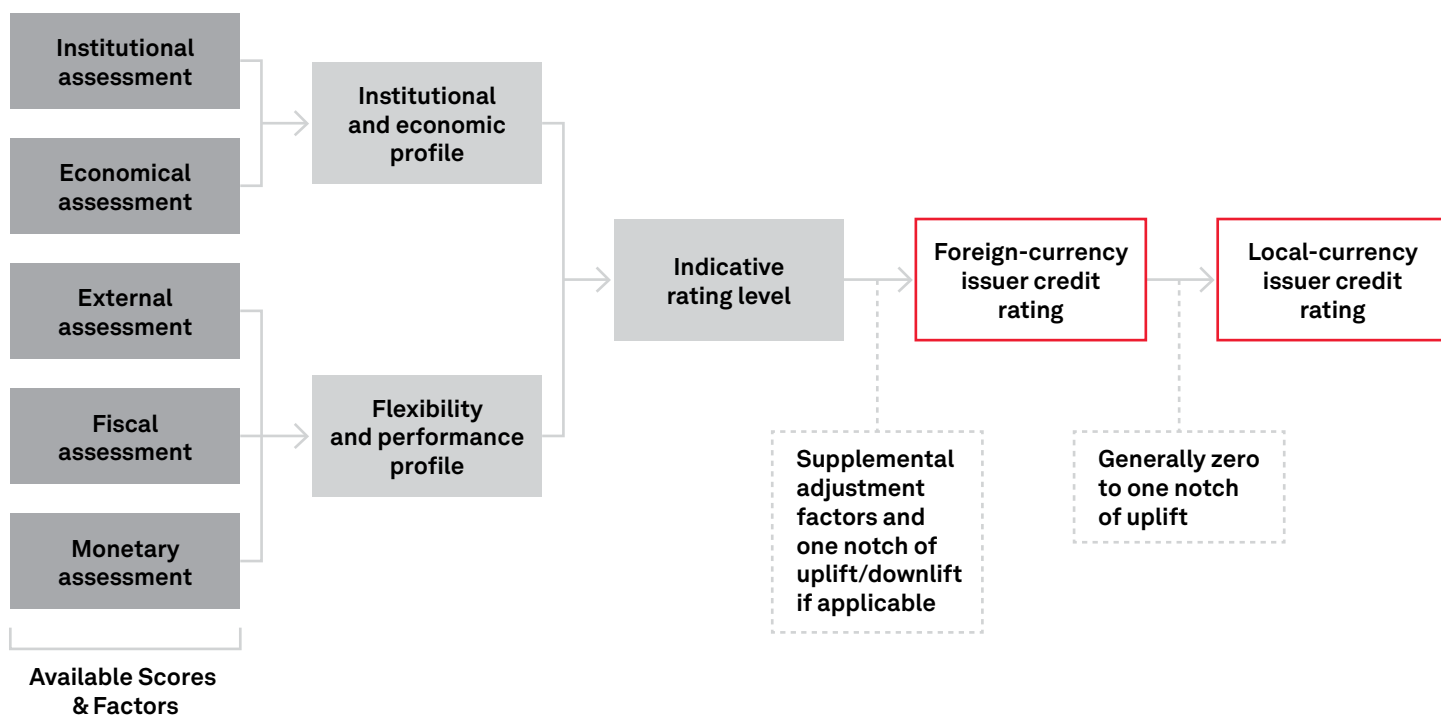 Institutional
assessment
Economical
assessment
External
assessment
Fiscal
assessment
Monetary
assessment
Available Scores
& Factors
Institutional
and economic
profile
Flexibility
and performance
profile
Indicative
rating level
Foreign-currency
issuer credit
rating
Local-currency
issuer credit
rating
Supplemental
adjustment
factors and
one notch of
uplift/downlift
if applicable
Generally zero
to one notch
of uplift